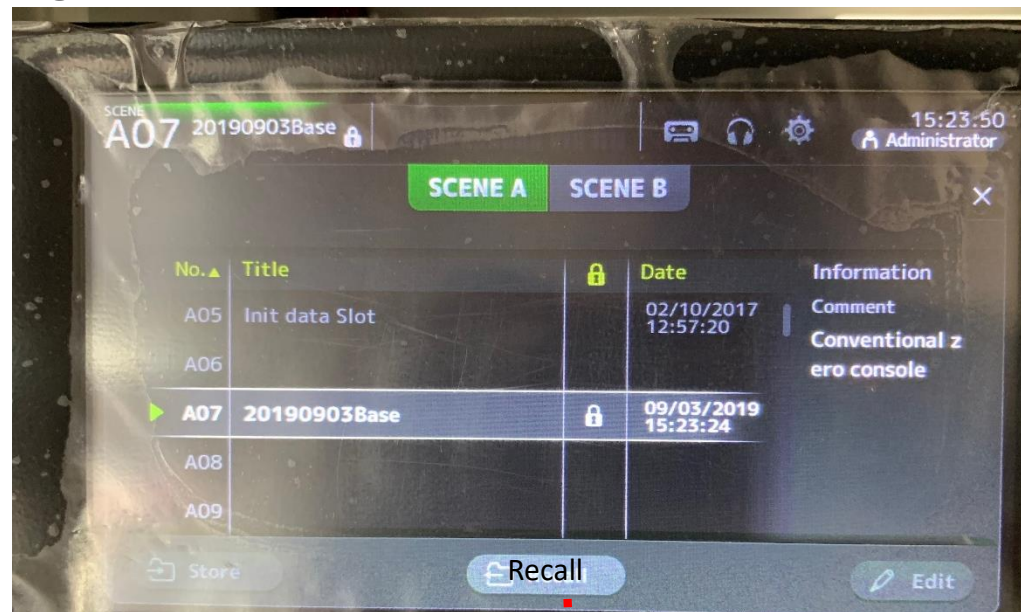 SCENE
A07 20190903Base
15:23:50
Administrator
SCENE A SCENE B
No. Title Date Information
A05 Init data Slot 02/10/2017
12:57:20
Comment
Conventional z
ero console
A06
A07 20190903Base 09/03/2019
15:23:24
A08
A09
Store Recall Edit